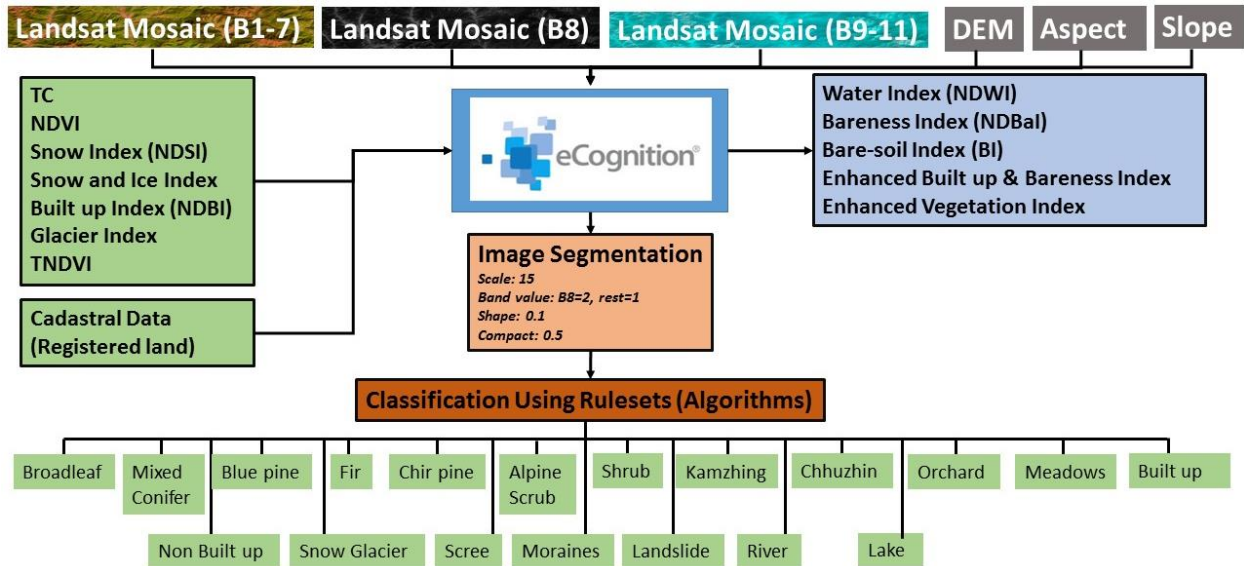 Landsat Mosaic (B1-7)
Landsat Mosaic (B8)
Landsat Mosaic (B9-11)
DEM
Aspect
Slope
TC
NDVI
Snow Index (NDSI)
Snow and Ice Index
Built up Index (NDBI)
Glacier Index
TNDVI
Cadastral Data
(Registered land)
eCognition®
Water Index (NDWI)
Bareness Index (NDBaI)
Bare-soil Index (BI)
Enhanced Built up & Bareness Index
Enhanced Vegetation Index
Image Segmentation
Scale: 15
Band value: B8=2, rest=1
Shape: 0.1
Compact: 0.5
Classification Using Rulesets (Algorithms)
Broadleaf
Mixed
Conifer
Blue pine
Fir
Chir pine
Alpine
Scrub
Shrub
Kamzhing
Chhuzhin
Orchard
Meadows
Built up
Non Built up
Snow Glacier
Scree
Moraines
Landslide
River
Lake